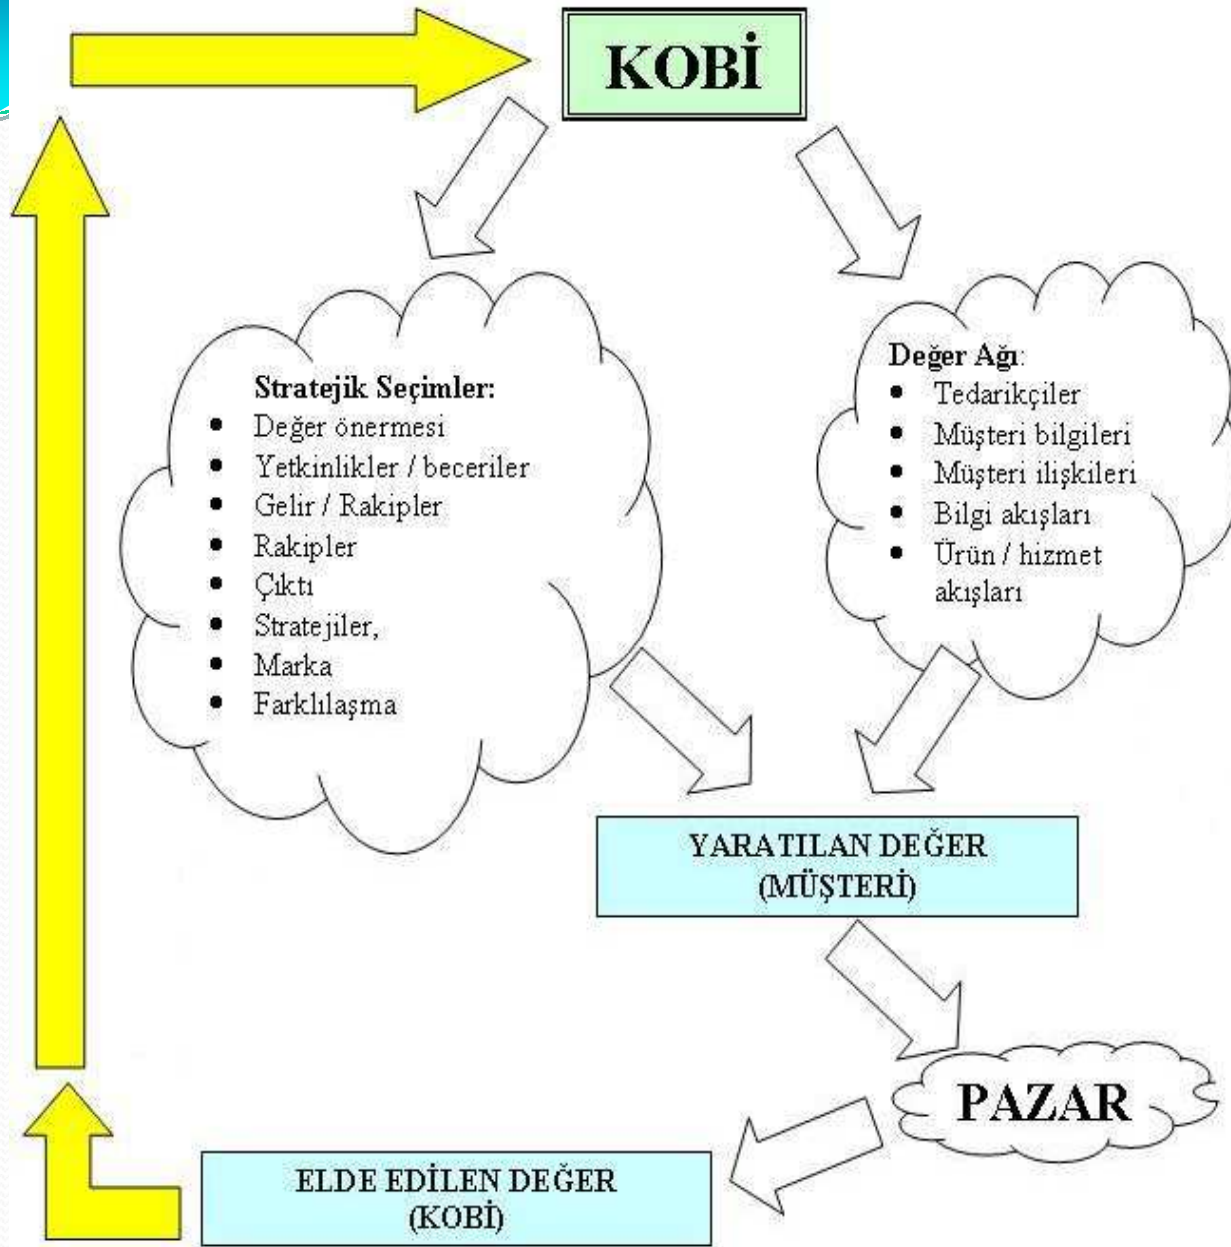 KOBİ
Stratejik Seçimler:
• Değer önermesi
• Yetkinlikler / beceriler
• Gelir / Rakipler
• Rakipler
• Çıktı
• Stratejiler,
• Marka
• Farklılaşma
Değer Ağı:
• Tedarikçiler
• Müşteri bilgileri
• Müşteri ilişkileri
• Bilgi akışları
• Ürün / hizmet
akışları
YARATILAN DEĞER
(MÜŞTERİ)
PAZAR
ELDE EDİLEN DEĞER
(KOBİ)